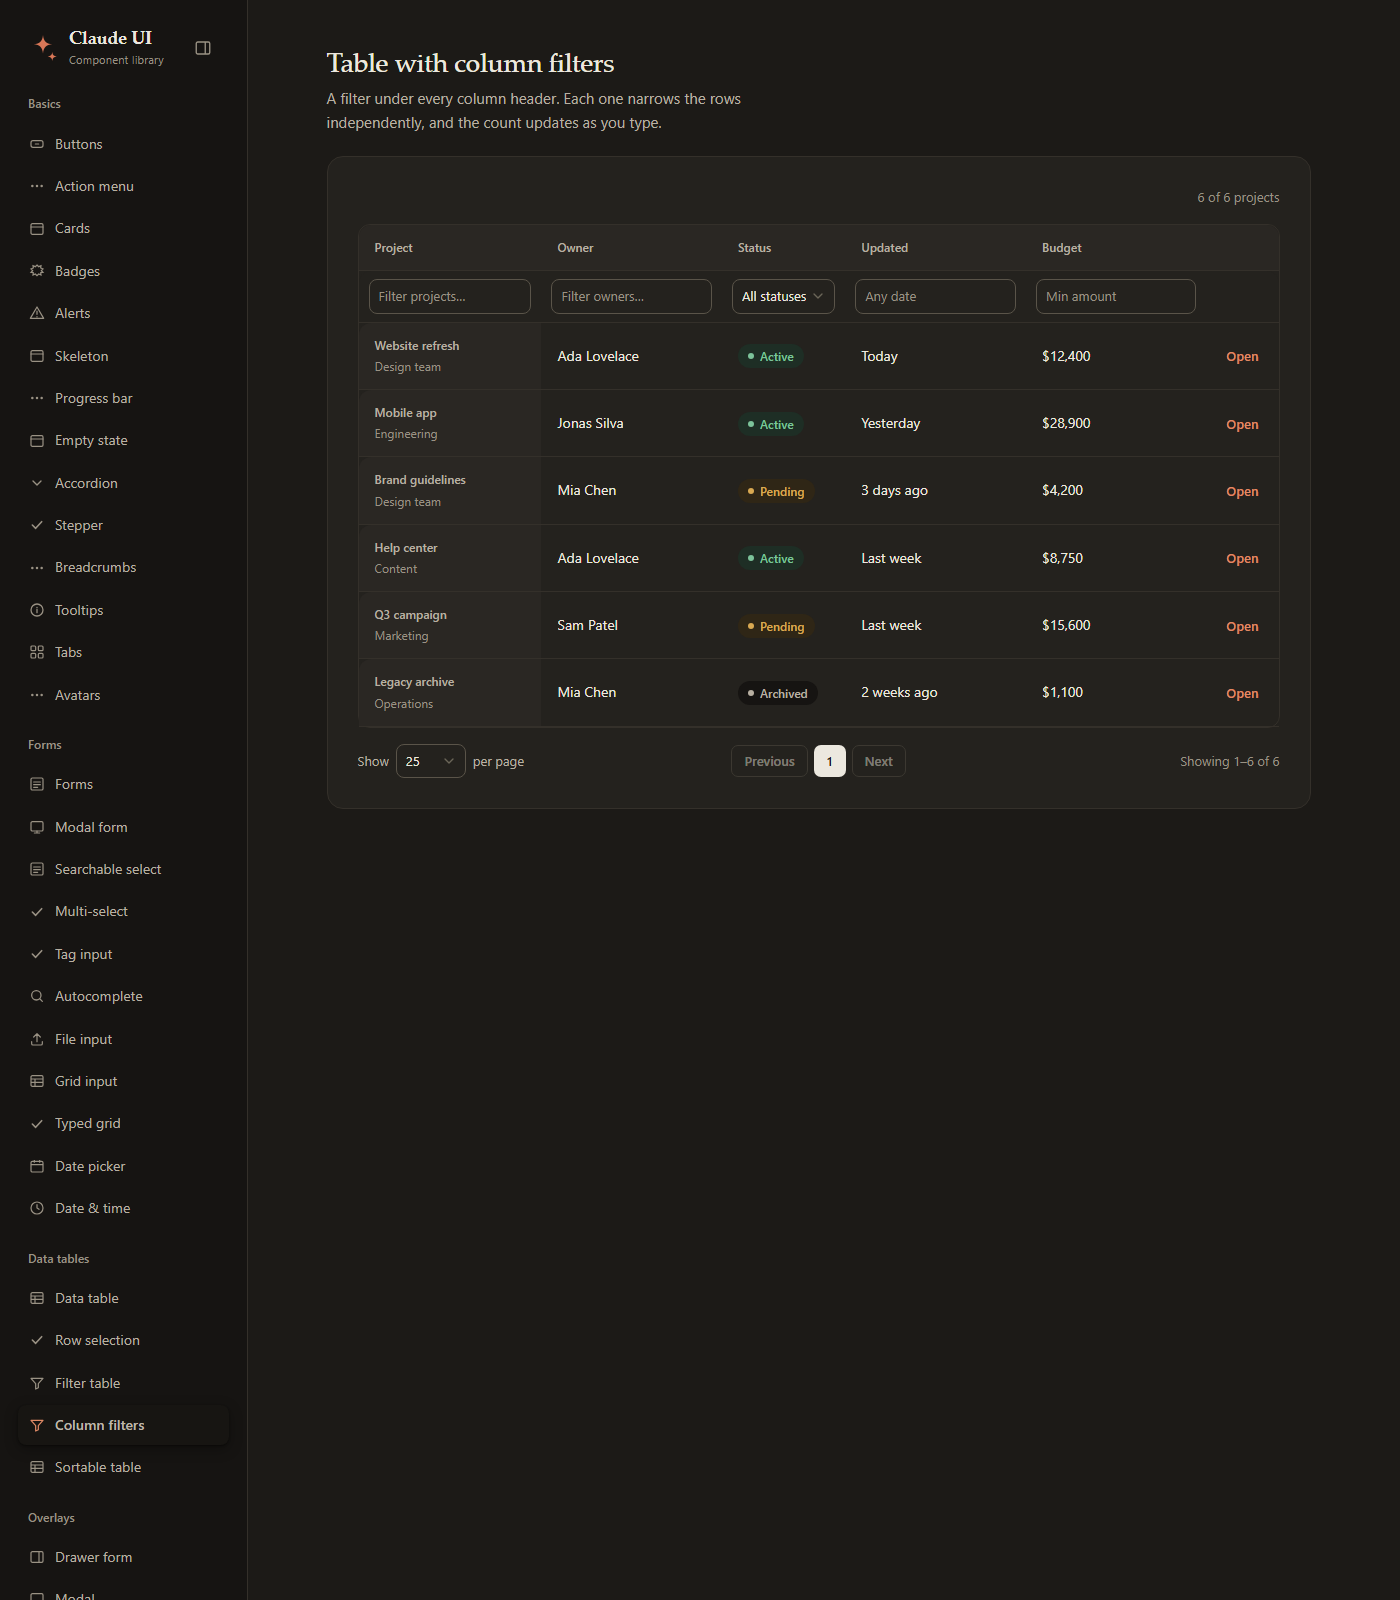 Claude UI
Component library
Basics
Buttons
Action menu
Cards
Badges
Alerts
Skeleton
Progress bar
Empty state
Accordion
Stepper
Breadcrumbs
Tooltips
Tabs
Avatars
Forms
Forms
Modal form
Searchable select
Multi-select
Tag input
Autocomplete
File input
Grid input
Typed grid
Date picker
Date & time
Data tables
Data table
Row selection
Filter table
Column filters
Sortable table
Overlays
Drawer form
Modal
Table with column filters
A filter under every column header. Each one narrows the rows
independently, and the count updates as you type.
6 of 6 projects
Project Owner Status Updated Budget
Filter projects... Filter owners... All statuses Any date Min amount
Website refresh
Design team
Ada Lovelace Active Today $12,400 Open
Mobile app
Engineering
Jonas Silva Active Yesterday $28,900 Open
Brand guidelines
Design team
Mia Chen Pending 3 days ago $4,200 Open
Help center
Content
Ada Lovelace Active Last week $8,750 Open
Q3 campaign
Marketing
Sam Patel Pending Last week $15,600 Open
Legacy archive
Operations
Mia Chen Archived 2 weeks ago $1,100 Open
Show 25 per page Previous 1 Next Showing 1–6 of 6